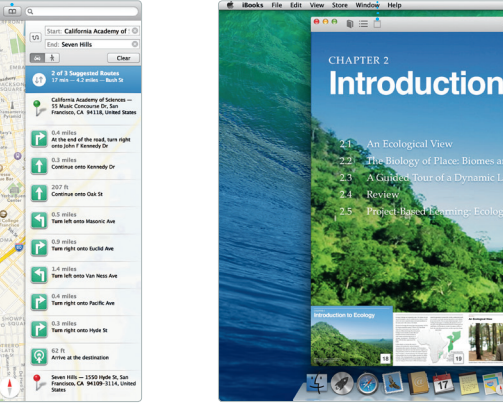 Start: California Academy of
End: Seven Hills
Clear
2 of 3 Suggested Routes
17 min — 4.2 miles — Bush St
California Academy of Sciences —
55 Music Concourse Dr, San
Francisco, CA 94118, United States
0.4 miles
At the end of the road, turn right
onto John F Kennedy Dr
0.3 miles
Continue onto Kennedy Dr
207 ft
Continue onto Oak St
0.5 miles
Turn left onto Masonic Ave
0.9 miles
Turn right onto Euclid Ave
1.4 miles
Turn left onto Van Ness Ave
0.4 miles
Turn right onto Pacific Ave
0.3 miles
Turn right onto Hyde St
62 ft
Arrive at the destination
Seven Hills — 1550 Hyde St, San
Francisco, CA 94109-3114, United
States
iBooks File Edit View Store Window Help
CHAPTER 2
Introduction
2.1 An Ecological View
2.2 The Biology of Place: Biomes a
2.3 A Guided Tour of a Dynamic L
2.4 Review
2.5 Project-Based Learning: Ecolog
Introduction to Ecology
An Ecological View
18
19
17